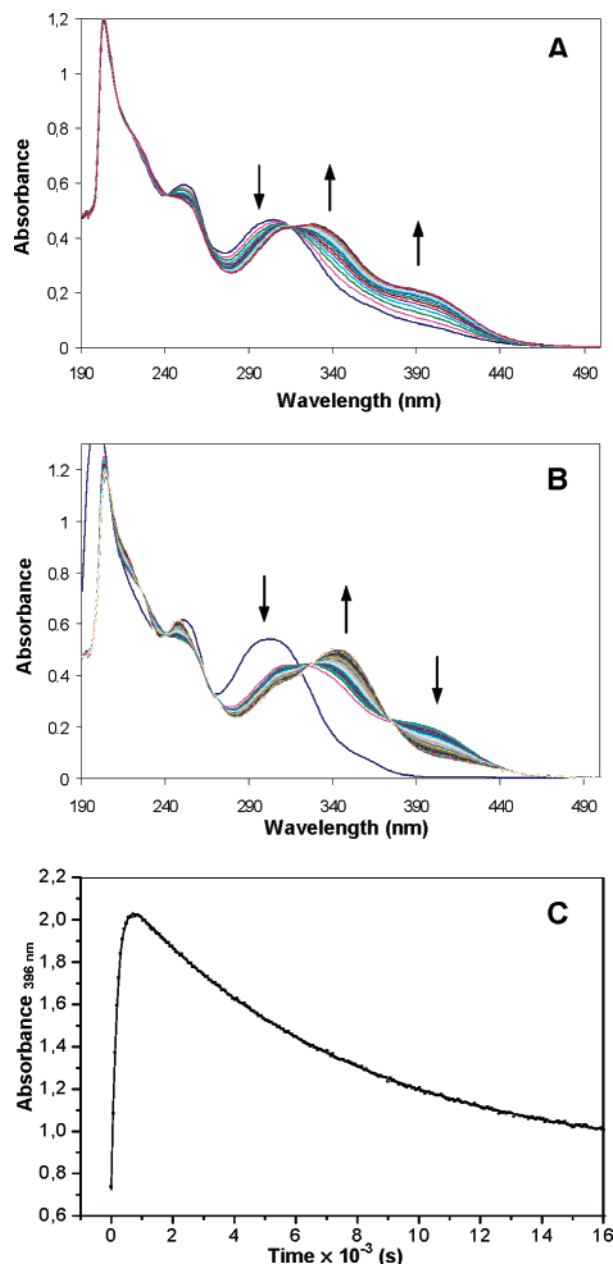 A
1,2
1
0,8
0,6
0,4
0,2
0
Absorbance
190 240 290 340 390 440 490
Wavelength (nm)
B
1,2
1
0,8
0,6
0,4
0,2
0
Absorbance
190 240 290 340 390 440 490
Wavelength (nm)
C
2,2
2,0
1,8
1,6
1,4
1,2
1,0
0,8
0,6
Absorbance 396 nm
0 2 4 6 8 10 12 14 16
Time × 10-3 (s)